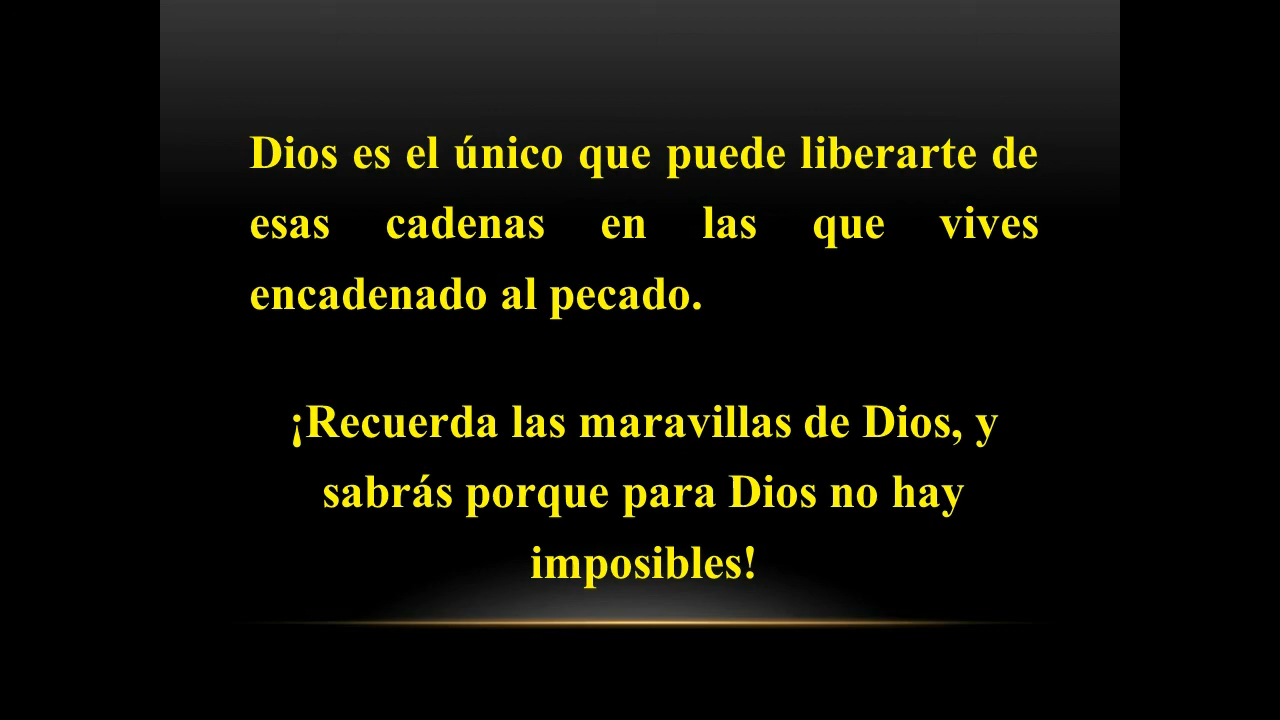 Dios es el único que puede liberarte de
esas cadenas en las que vives
encadenado al pecado.
¡Recuerda las maravillas de Dios, y
sabrás porque para Dios no hay
imposibles!